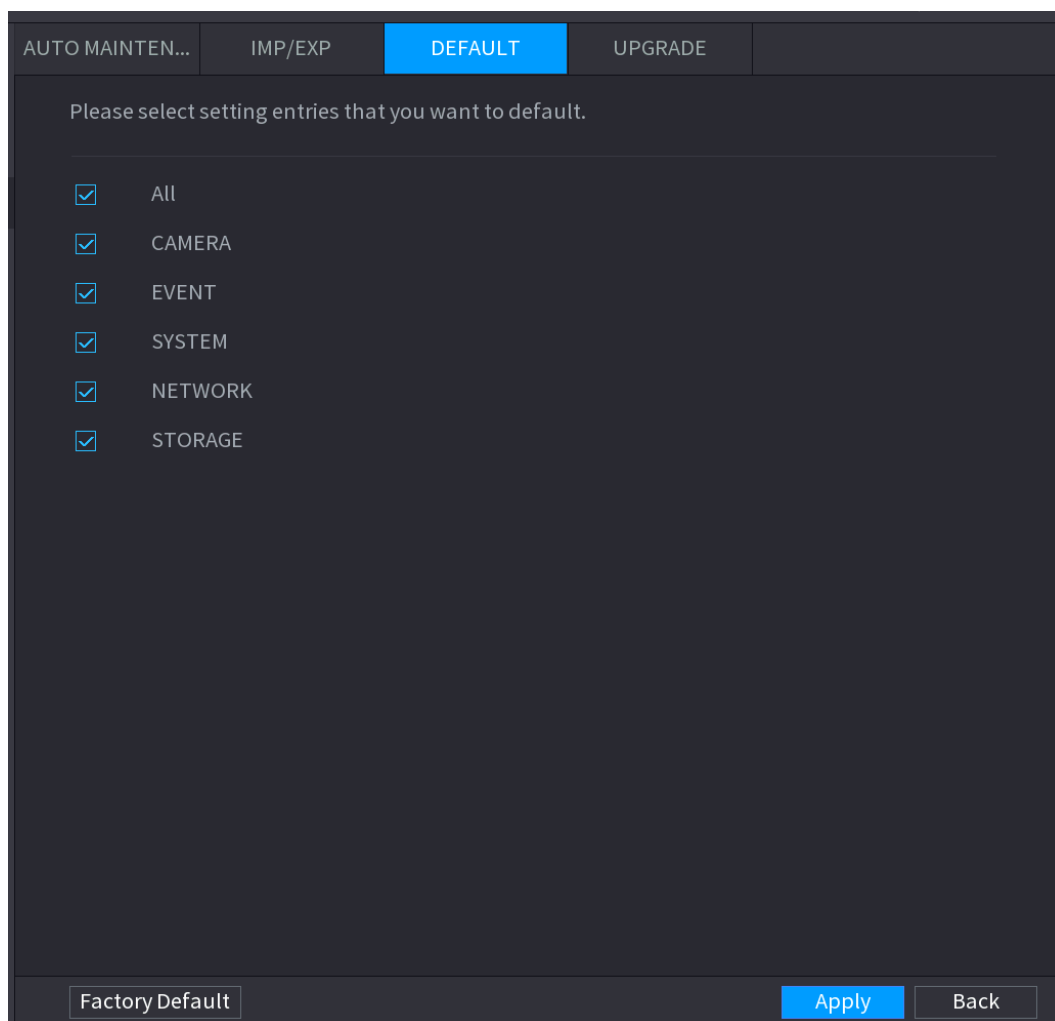 AUTO MAINTEN... IMP/EXP DEFAULT UPGRADE
Please select setting entries that you want to default.
All
CAMERA
EVENT
SYSTEM
NETWORK
STORAGE
Factory Default Apply Back